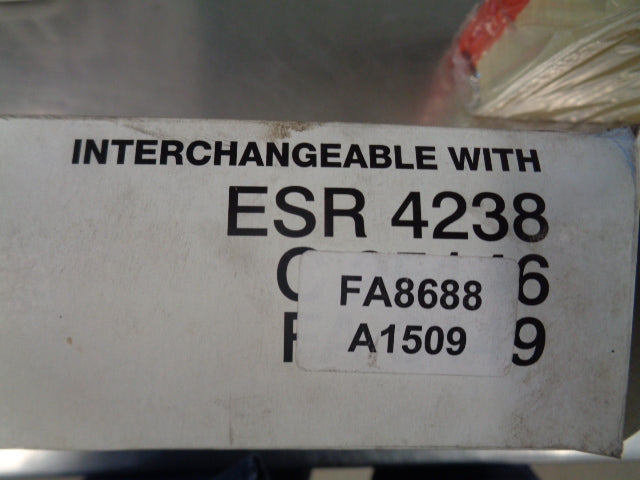 INTERCHANGEABLE WITH
ESR 4238
FA8688
A1509